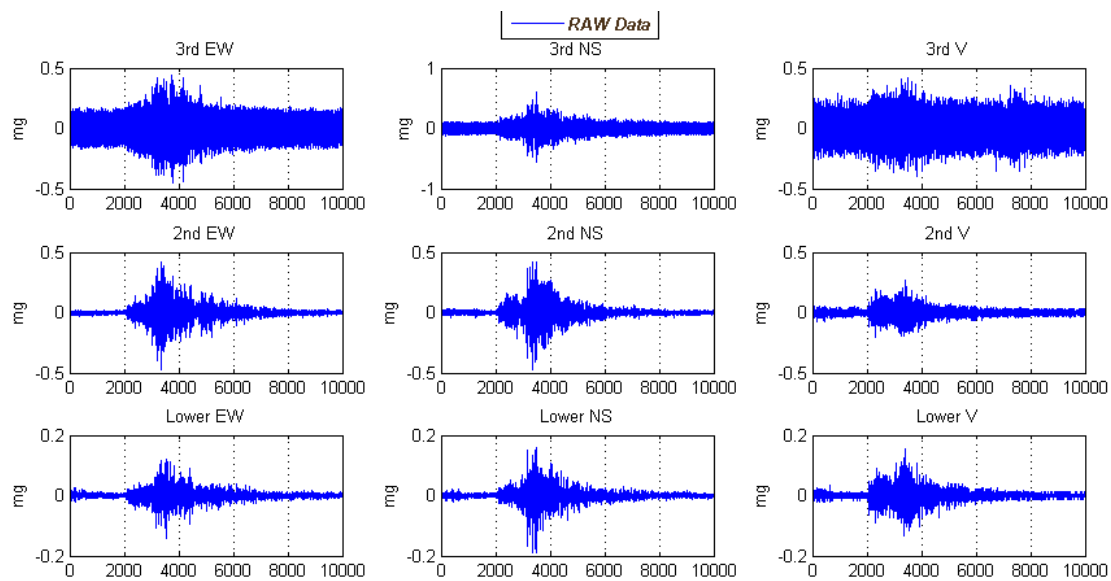 RAW Data
3rd EW 3rd NS 3rd V
0.5 1 0.5
mg mg mg
0 0 0
-0.5 -1 -0.5
0 2000 4000 6000 8000 10000 0 2000 4000 6000 8000 10000 0 2000 4000 6000 8000 10000
2nd EW 2nd NS 2nd V
0.5 0.5 0.5
mg mg mg
0 0 0
-0.5 -0.5 -0.5
0 2000 4000 6000 8000 10000 0 2000 4000 6000 8000 10000 0 2000 4000 6000 8000 10000
Lower EW Lower NS Lower V
0.2 0.2 0.2
mg mg mg
0 0 0
-0.2 -0.2 -0.2
0 2000 4000 6000 8000 10000 0 2000 4000 6000 8000 10000 0 2000 4000 6000 8000 10000